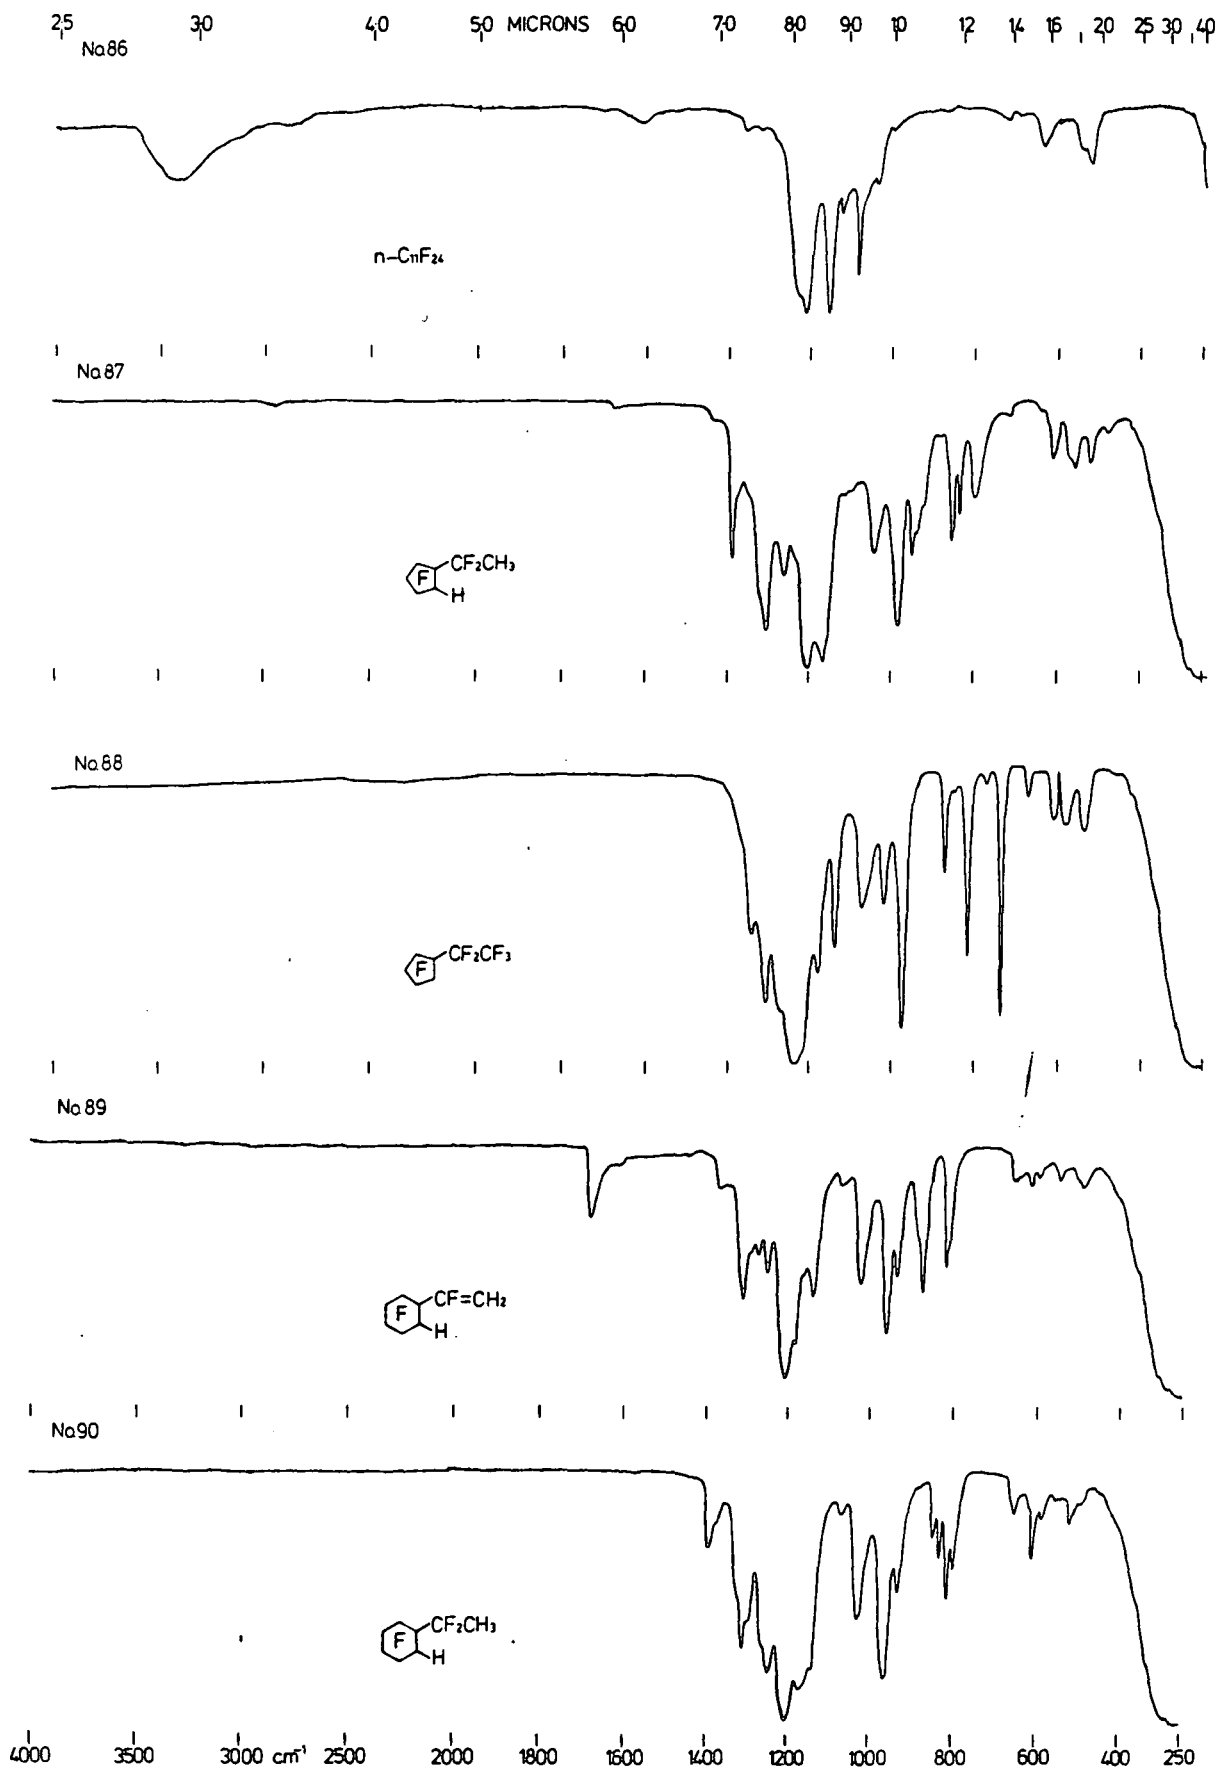 2·5 3·0 4·0 5·0 MICRONS 6·0 7·0 8·0 9·0 10 12 14 16 20 25 30 40
No.86
n-C₁₁F₂₄
No.87
F CF₂CH₃
H
No.88
F CF₂CF₃
No.89
F CF=CH₂
H
No.90
F CF₂CH₃
H
4000 3500 3000 cm⁻¹ 2500 2000 1800 1600 1400 1200 1000 800 600 400 250